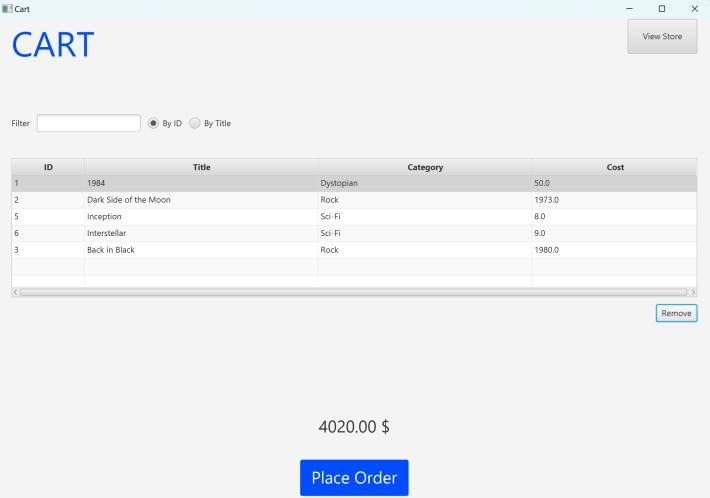 Cart
CART
View Store
Filter By ID By Title
ID Title Category Cost
1 1984 Dystopian 50.0
2 Dark Side of the Moon Rock 1973.0
5 Inception Sci-Fi 8.0
6 Interstellar Sci-Fi 9.0
3 Back in Black Rock 1980.0
Remove
4020.00 $
Place Order